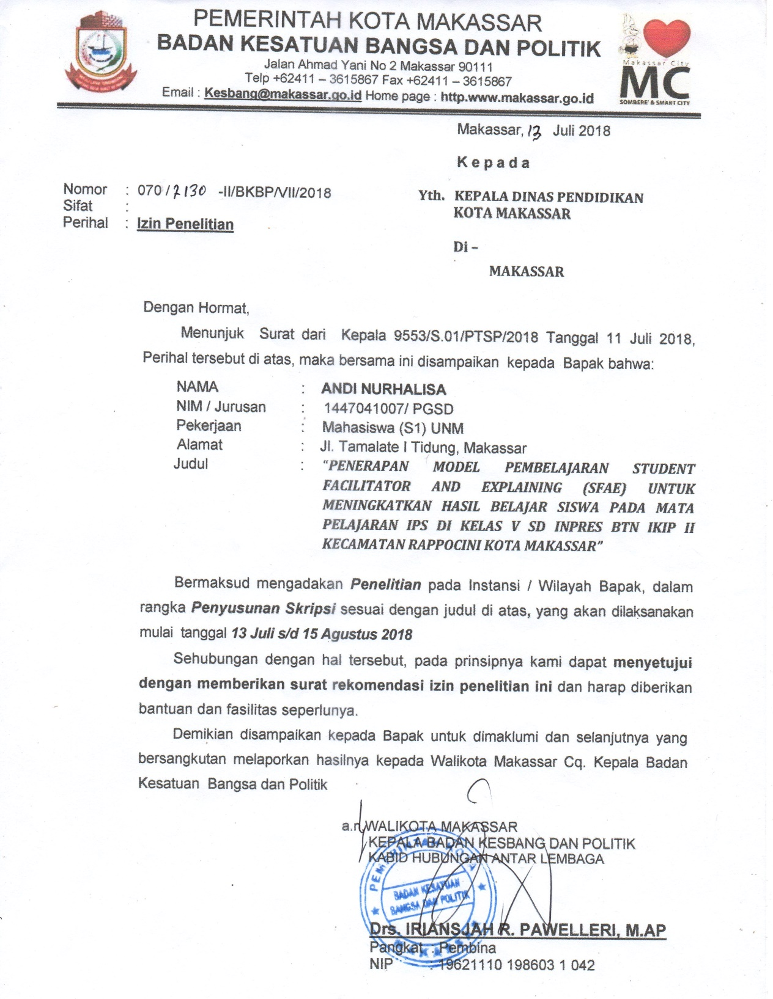 PEMERINTAH KOTA MAKASSAR
BADAN KESATUAN BANGSA DAN POLITIK
Jalan Ahmad Yani No 2 Makassar 90111
Telp +62411 – 3615867 Fax +62411 – 3615867
Email : Kesbang@makassar.go.id Home page : http.www.makassar.go.id
Makassar City
MC
SOMBERE' & SMART CITY
Makassar, 13 Juli 2018
Kepada
Nomor : 070 / 2130 -II/BKBP/VII/2018
Sifat :
Perihal : Izin Penelitian
Yth. KEPALA DINAS PENDIDIKAN
KOTA MAKASSAR
Di –
MAKASSAR
Dengan Hormat,
Menunjuk Surat dari Kepala 9553/S.01/PTSP/2018 Tanggal 11 Juli 2018,
Perihal tersebut di atas, maka bersama ini disampaikan kepada Bapak bahwa:
NAMA : ANDI NURHALISA
NIM / Jurusan : 1447041007/ PGSD
Pekerjaan : Mahasiswa (S1) UNM
Alamat : Jl. Tamalate I Tidung, Makassar
Judul : "PENERAPAN MODEL PEMBELAJARAN STUDENT
FACILITATOR AND EXPLAINING (SFAE) UNTUK
MENINGKATKAN HASIL BELAJAR SISWA PADA MATA
PELAJARAN IPS DI KELAS V SD INPRES BTN IKIP II
KECAMATAN RAPPOCINI KOTA MAKASSAR"
Bermaksud mengadakan Penelitian pada Instansi / Wilayah Bapak, dalam
rangka Penyusunan Skripsi sesuai dengan judul di atas, yang akan dilaksanakan
mulai tanggal 13 Juli s/d 15 Agustus 2018
Sehubungan dengan hal tersebut, pada prinsipnya kami dapat menyetujui
dengan memberikan surat rekomendasi izin penelitian ini dan harap diberikan
bantuan dan fasilitas seperlunya.
Demikian disampaikan kepada Bapak untuk dimaklumi dan selanjutnya yang
bersangkutan melaporkan hasilnya kepada Walikota Makassar Cq. Kepala Badan
Kesatuan Bangsa dan Politik
a.n WALIKOTA MAKASSAR
KEPALA BADAN KESBANG DAN POLITIK
KABID HUBUNGAN ANTAR LEMBAGA
PEMERINTAH KOTA
BADAN KESATUAN
BANGSA DAN POLITIK
MAKASSAR
Drs. IRIANSJAH R. PAWELLERI, M.AP
Pangkat : Pembina
NIP : 19621110 198603 1 042